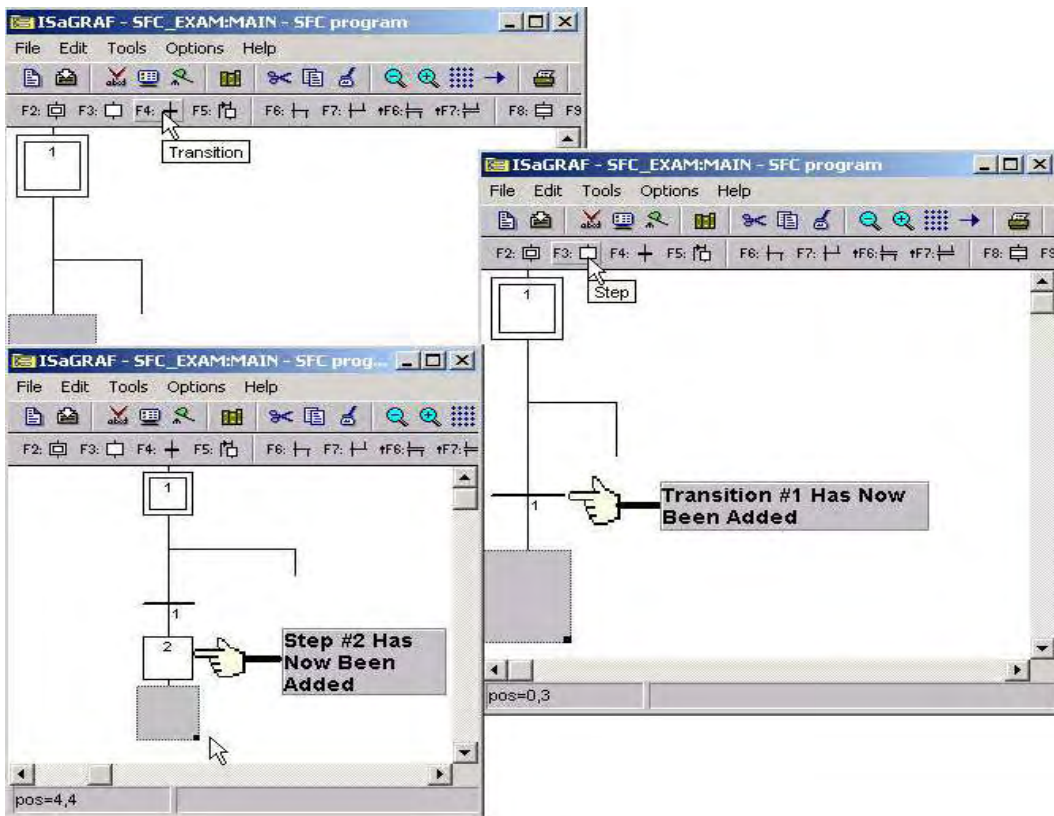 ISaGRAF - SFC_EXAM:MAIN - SFC program
File Edit Tools Options Help
F2: F3: F4: F5: F6: F7: ↑F6: ↑F7: F8: F9
Transition
1
ISaGRAF - SFC_EXAM:MAIN - SFC program
File Edit Tools Options Help
F2: F3: F4: F5: F6: F7: ↑F6: ↑F7: F8: F9
Step
1
1
Transition #1 Has Now
Been Added
pos=0,3
ISaGRAF - SFC_EXAM:MAIN - SFC prog...
File Edit Tools Options Help
F2: F3: F4: F5: F6: F7: ↑F6: ↑F7:
1
1
2
Step #2 Has
Now Been
Added
pos=4,4